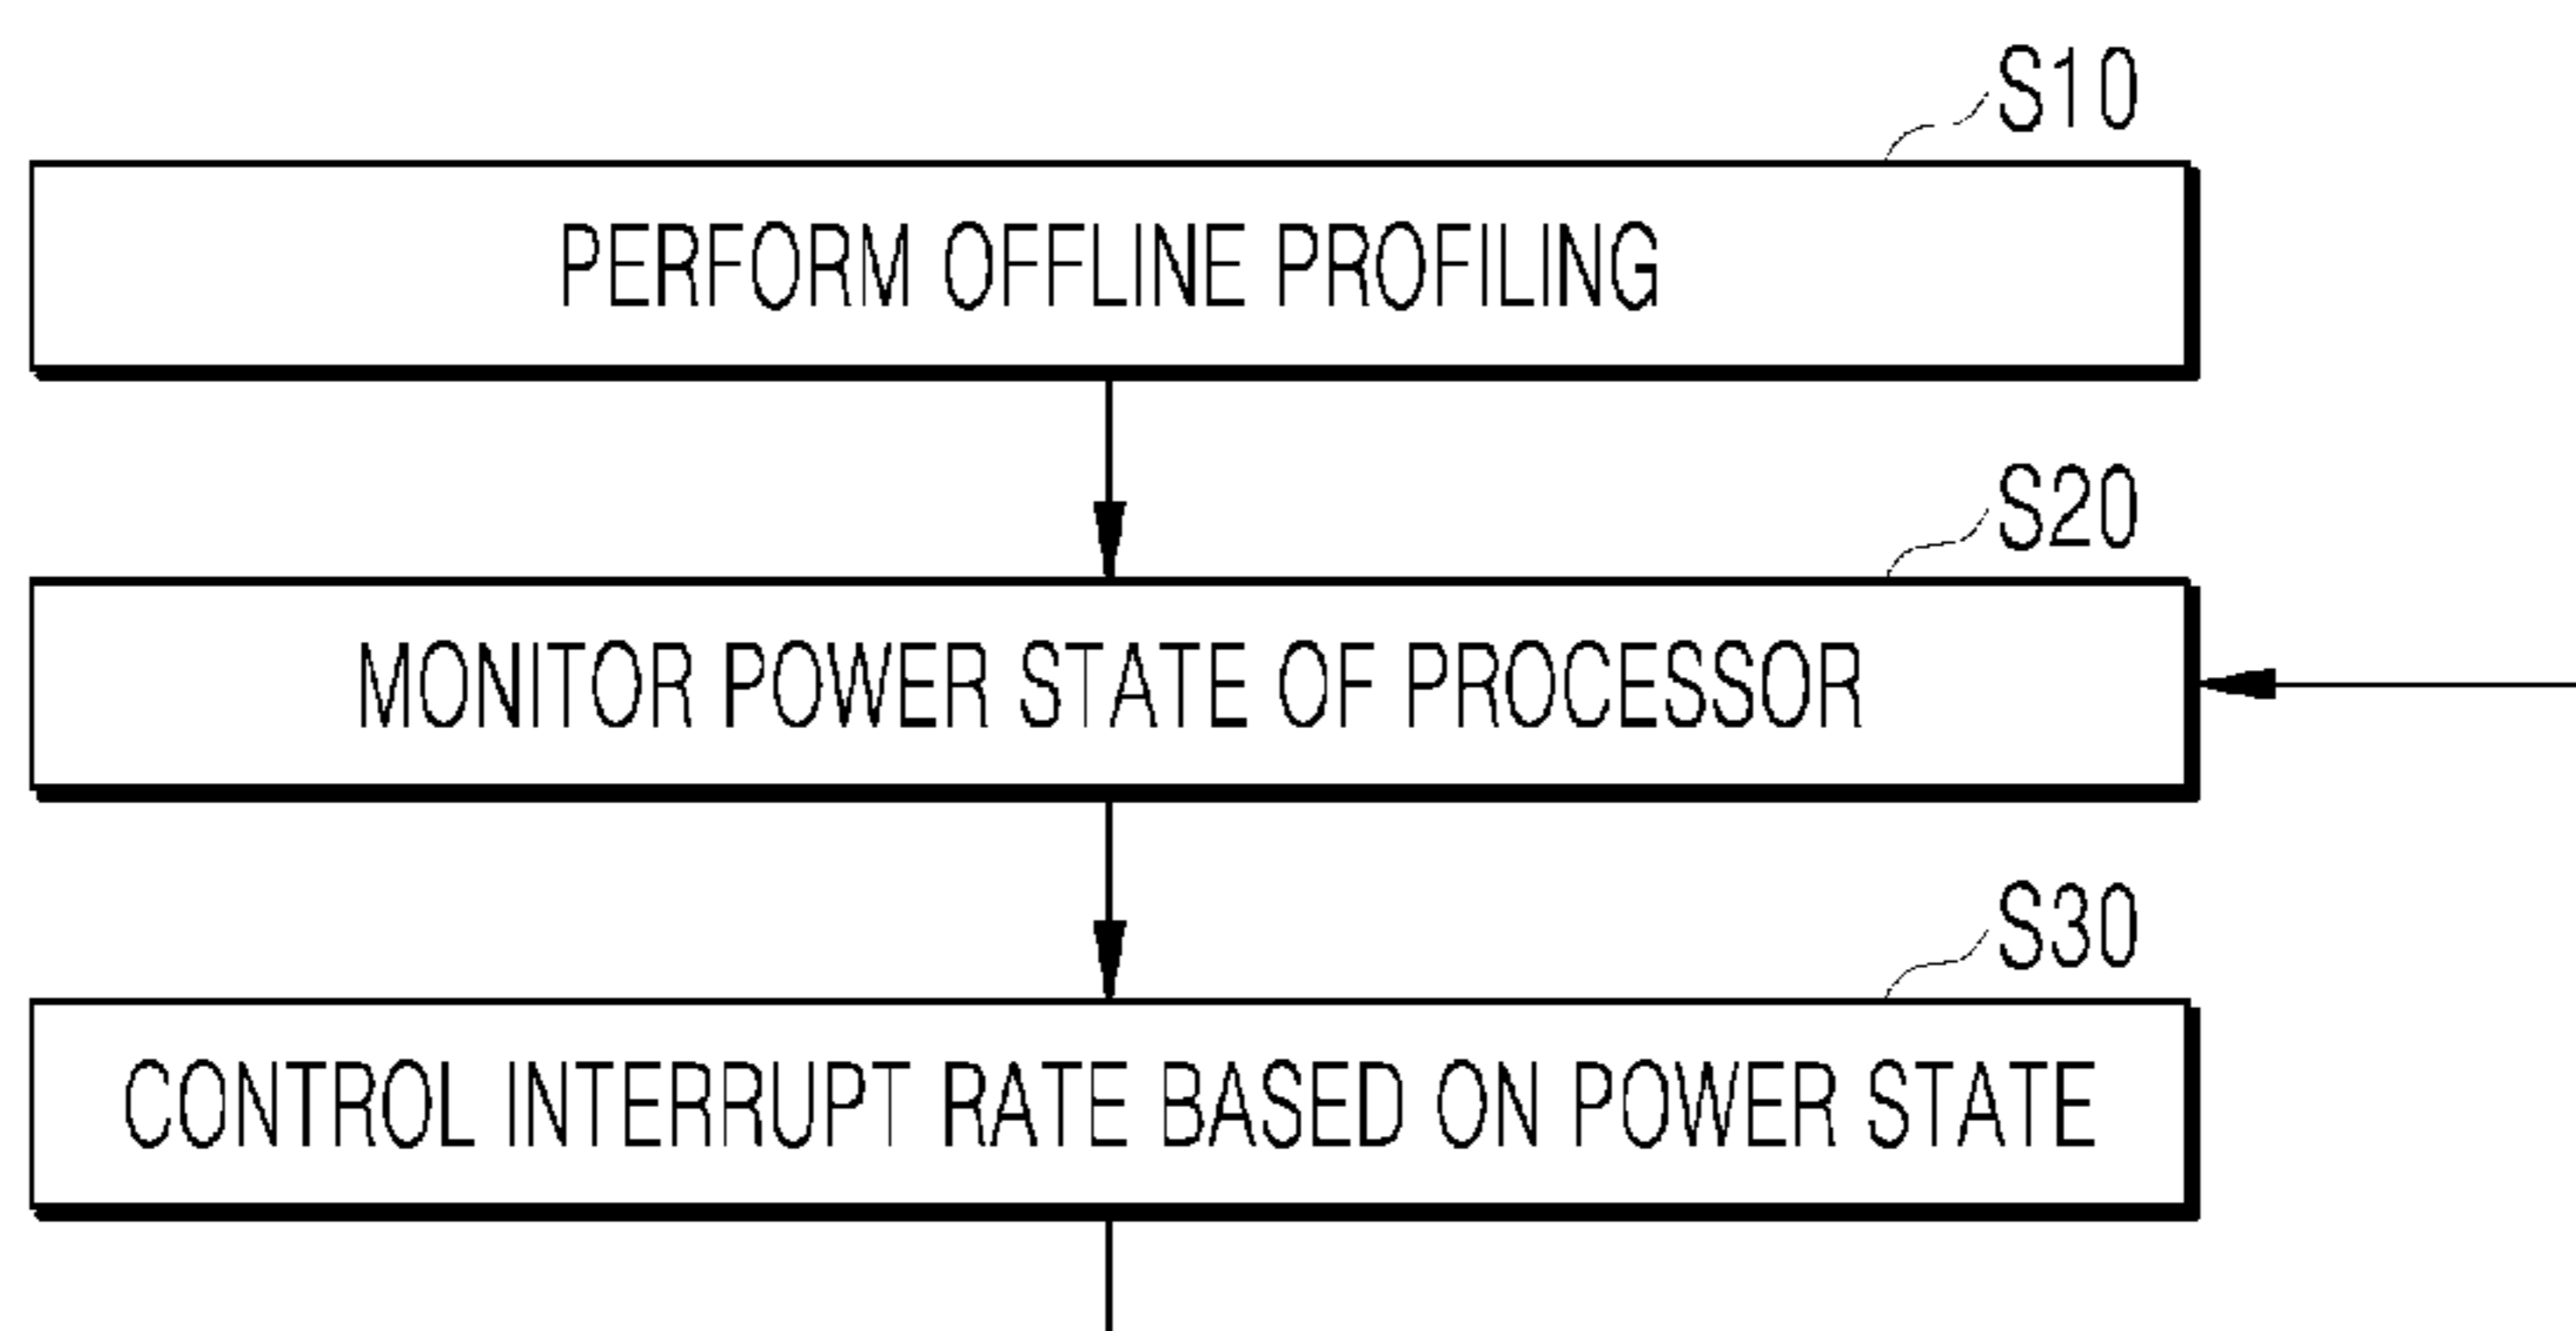 S10
PERFORM OFFLINE PROFILING
S20
MONITOR POWER STATE OF PROCESSOR
S30
CONTROL INTERRUPT RATE BASED ON POWER STATE